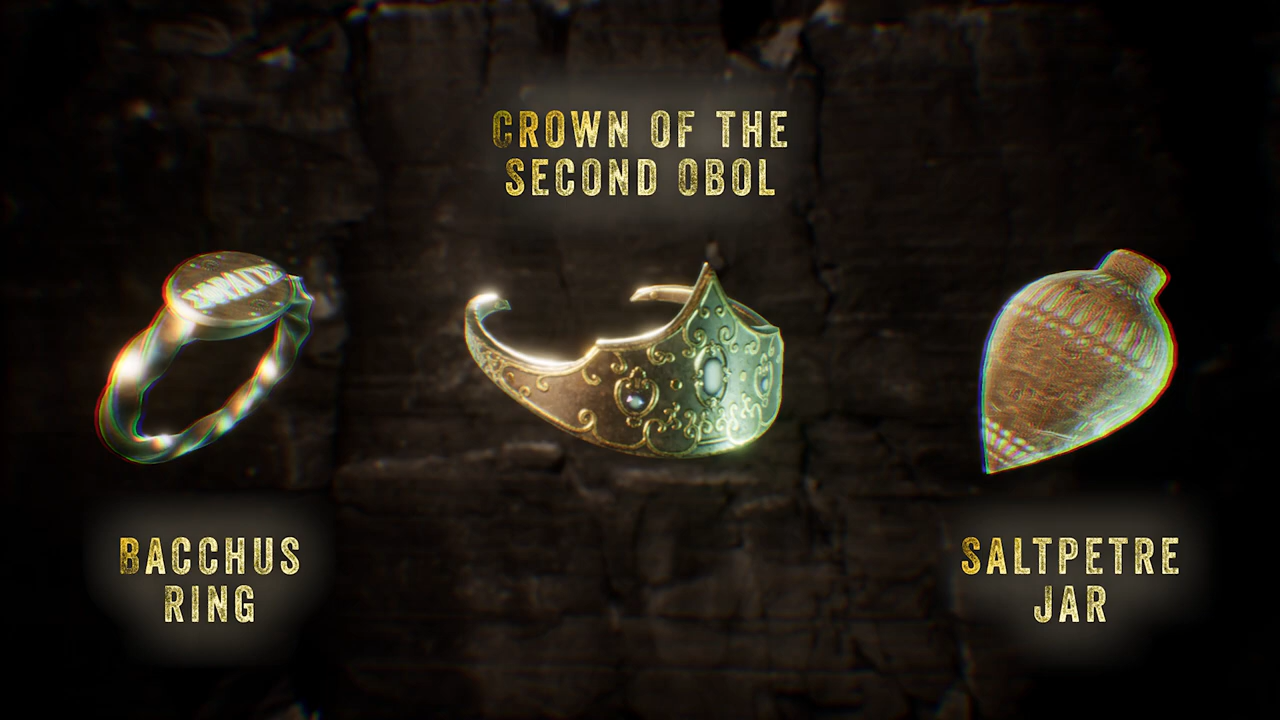 CROWN OF THE
SECOND OBOL
BACCHUS
RING
SALTPETRE
JAR